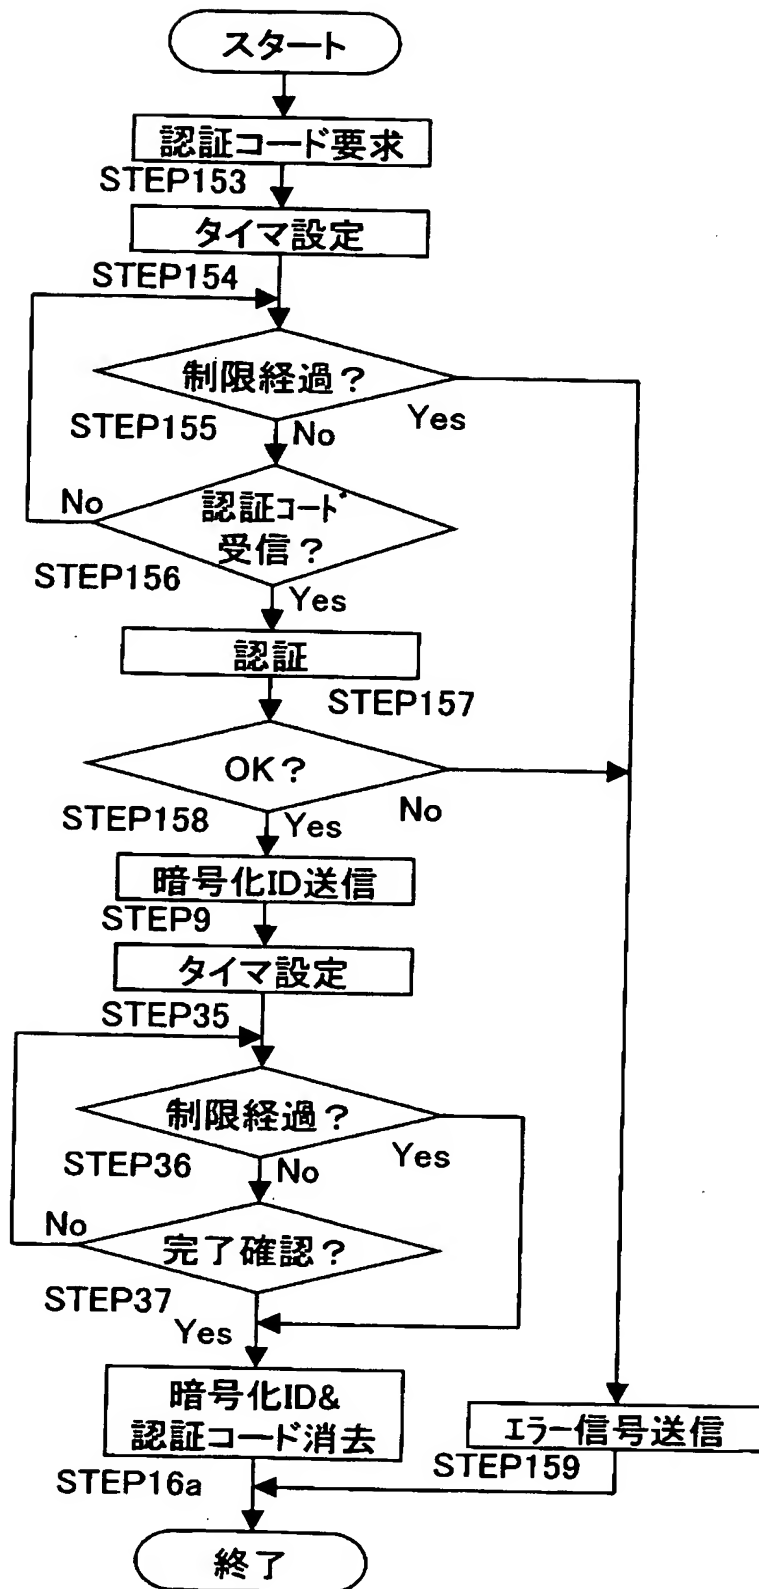 スタート
認証コード要求
STEP153
タイマ設定
STEP154
制限経過？
STEP155
No
Yes
認証ｺｰﾄﾞ
受信？
No
STEP156
Yes
認証
STEP157
OK？
STEP158
Yes
No
暗号化ID送信
STEP9
タイマ設定
STEP35
制限経過？
STEP36
No
Yes
完了確認？
No
STEP37
Yes
暗号化ID&
認証コード消去
STEP16a
ｴﾗｰ信号送信
STEP159
終了